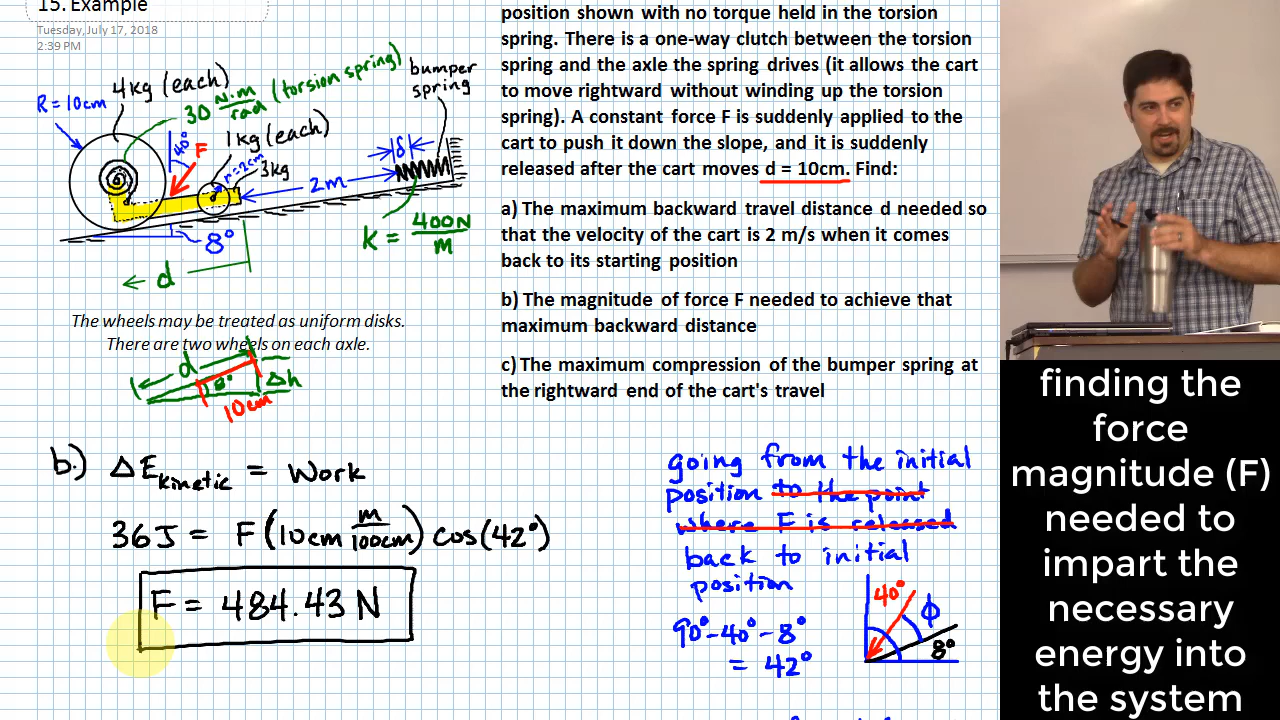 15. Example
Tuesday, July 17, 2018
2:39 PM
4kg (each)
30 N·m/rad (torsion spring)
bumper
spring
R = 10cm
40°
F
1kg (each)
r = 2cm
3kg
δ
2m
K = 400N/m
8°
d
The wheels may be treated as uniform disks.
There are two wheels on each axle.
d
8°
Δh
10cm
position shown with no torque held in the torsion
spring. There is a one-way clutch between the torsion
spring and the axle the spring drives (it allows the cart
to move rightward without winding up the torsion
spring). A constant force F is suddenly applied to the
cart to push it down the slope, and it is suddenly
released after the cart moves d = 10cm. Find:
a) The maximum backward travel distance d needed so
that the velocity of the cart is 2 m/s when it comes
back to its starting position
b) The magnitude of force F needed to achieve that
maximum backward distance
c) The maximum compression of the bumper spring at
the rightward end of the cart's travel
b.) ΔE kinetic = Work
36J = F (10cm m/100cm) cos(42°)
F = 484.43 N
going from the initial
position to the point
where F is released
back to initial
position
90° - 40° - 8°
= 42°
40°
ϕ
8°
finding the
force
magnitude (F)
needed to
impart the
necessary
energy into
the system